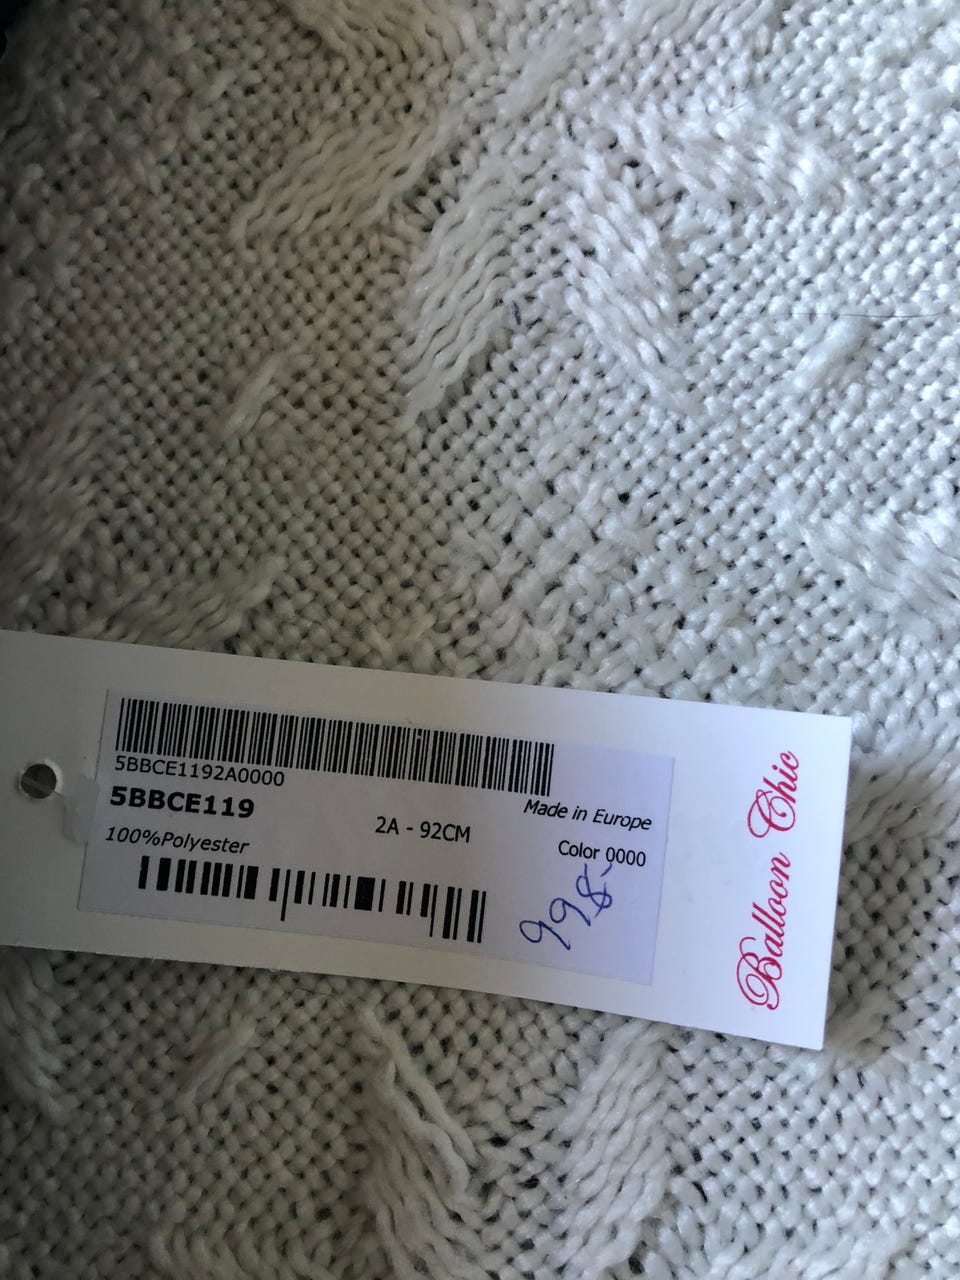 5BBCE1192A0000
5BBCE119
Made in Europe
2A - 92CM
100%Polyester
Color 0000
998-
Balloon Chic